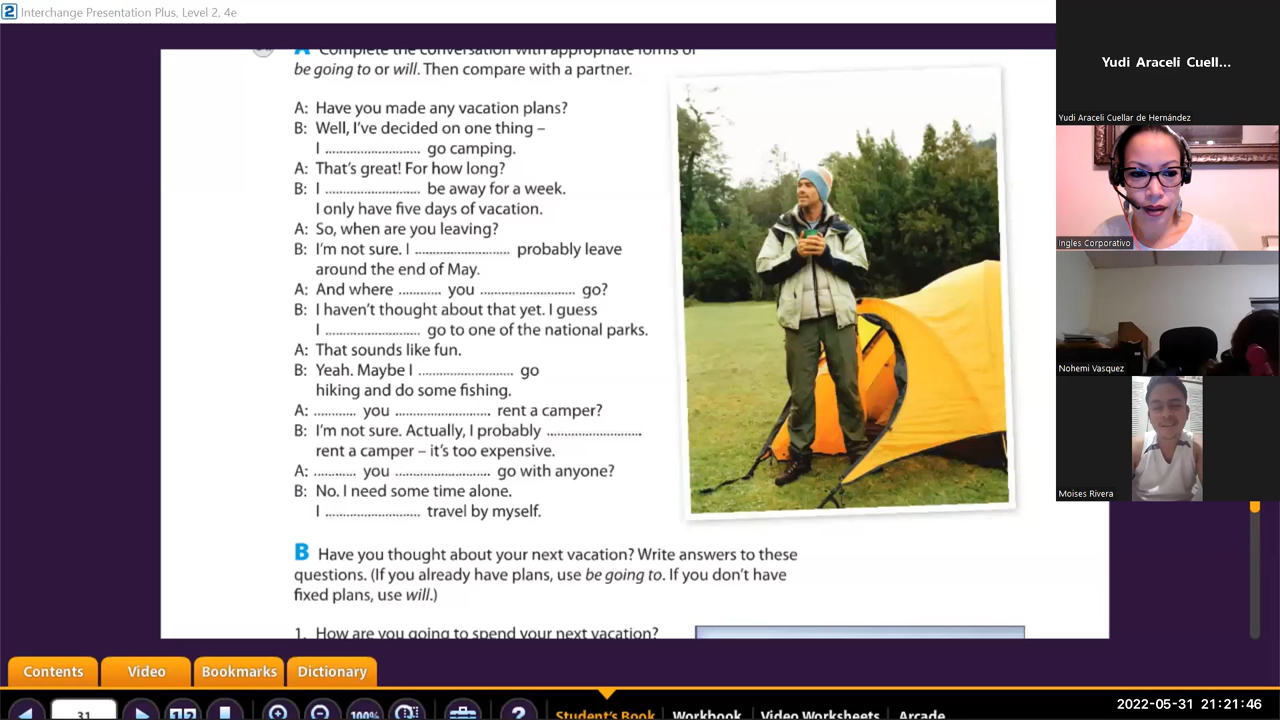 Interchange Presentation Plus, Level 2, 4e
A Complete the conversation with appropriate forms of
be going to or will. Then compare with a partner.
A: Have you made any vacation plans?
B: Well, I've decided on one thing –
I ........................ go camping.
A: That's great! For how long?
B: I ........................ be away for a week.
I only have five days of vacation.
A: So, when are you leaving?
B: I'm not sure. I ........................ probably leave
around the end of May.
A: And where ........... you ........................ go?
B: I haven't thought about that yet. I guess
I ........................ go to one of the national parks.
A: That sounds like fun.
B: Yeah. Maybe I ........................ go
hiking and do some fishing.
A: ........... you ........................ rent a camper?
B: I'm not sure. Actually, I probably ........................
rent a camper – it's too expensive.
A: ........... you ........................ go with anyone?
B: No. I need some time alone.
I ........................ travel by myself.
B Have you thought about your next vacation? Write answers to these
questions. (If you already have plans, use be going to. If you don't have
fixed plans, use will.)
1. How are you going to spend your next vacation?
Yudi Araceli Cuell...
Yudi Araceli Cuellar de Hernández
Ingles Corporativo
Nohemi Vasquez
Moises Rivera
Contents Video Bookmarks Dictionary
31 100% ? Student's Book Workbook Video Worksheets Arcade
2022-05-31 21:21:46